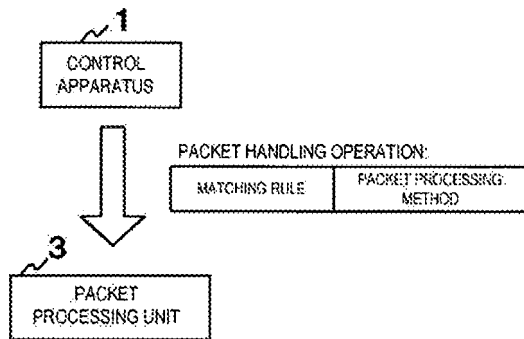 1
CONTROL
APPARATUS
PACKET HANDLING OPERATION:
MATCHING RULE
PACKET PROCESSING
METHOD
3
PACKET
PROCESSING UNIT